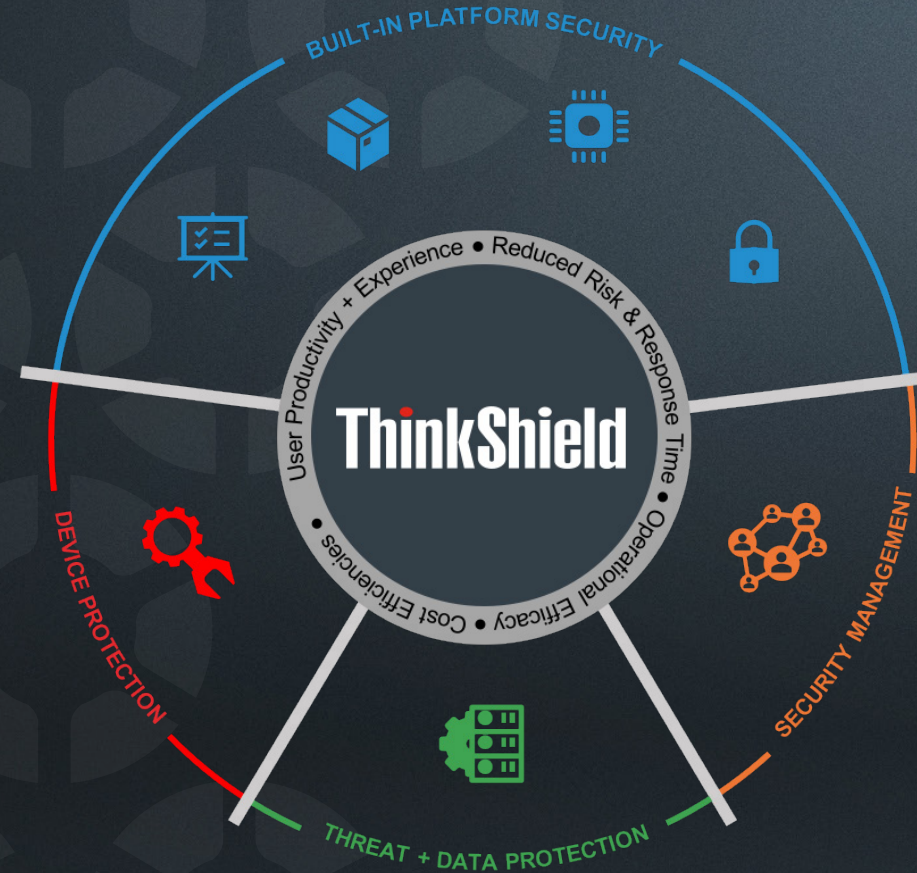 BUILT-IN PLATFORM SECURITY
User Productivity + Experience • Reduced Risk & Response Time • Operational Efficacy • Cost Efficiencies •
ThinkShield
DEVICE PROTECTION
SECURITY MANAGEMENT
THREAT + DATA PROTECTION